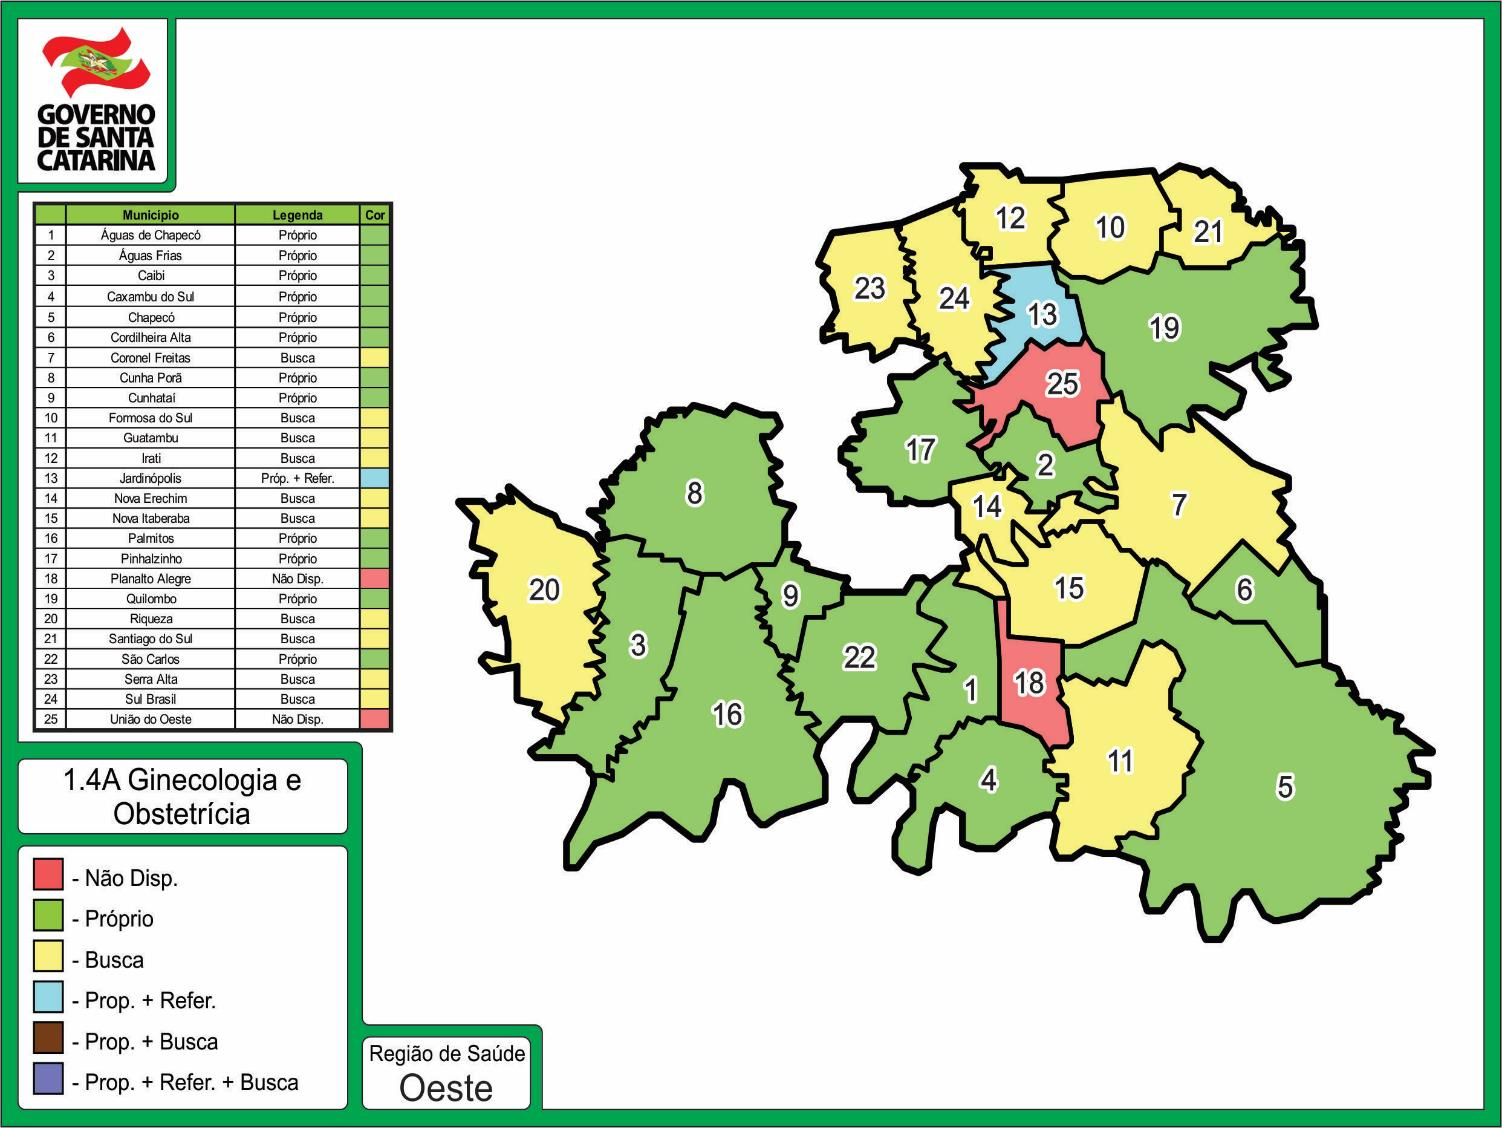 GOVERNO
DE SANTA
CATARINA
Município Legenda Cor
1 Águas de Chapecó Próprio
2 Águas Frias Próprio
3 Caibi Próprio
4 Caxambu do Sul Próprio
5 Chapecó Próprio
6 Cordilheira Alta Próprio
7 Coronel Freitas Busca
8 Cunha Porã Próprio
9 Cunhataí Próprio
10 Formosa do Sul Busca
11 Guatambu Busca
12 Irati Busca
13 Jardinópolis Próp. + Refer.
14 Nova Erechim Busca
15 Nova Itaberaba Busca
16 Palmitos Próprio
17 Pinhalzinho Próprio
18 Planalto Alegre Não Disp.
19 Quilombo Próprio
20 Riqueza Busca
21 Santiago do Sul Busca
22 São Carlos Próprio
23 Serra Alta Busca
24 Sul Brasil Busca
25 União do Oeste Não Disp.
1.4A Ginecologia e
Obstetrícia
- Não Disp.
- Próprio
- Busca
- Prop. + Refer.
- Prop. + Busca
- Prop. + Refer. + Busca
Região de Saúde
Oeste
12
10
21
23
24
13
19
25
17
2
8
14
7
20
15
6
9
3
22
18
1
16
11
4
5